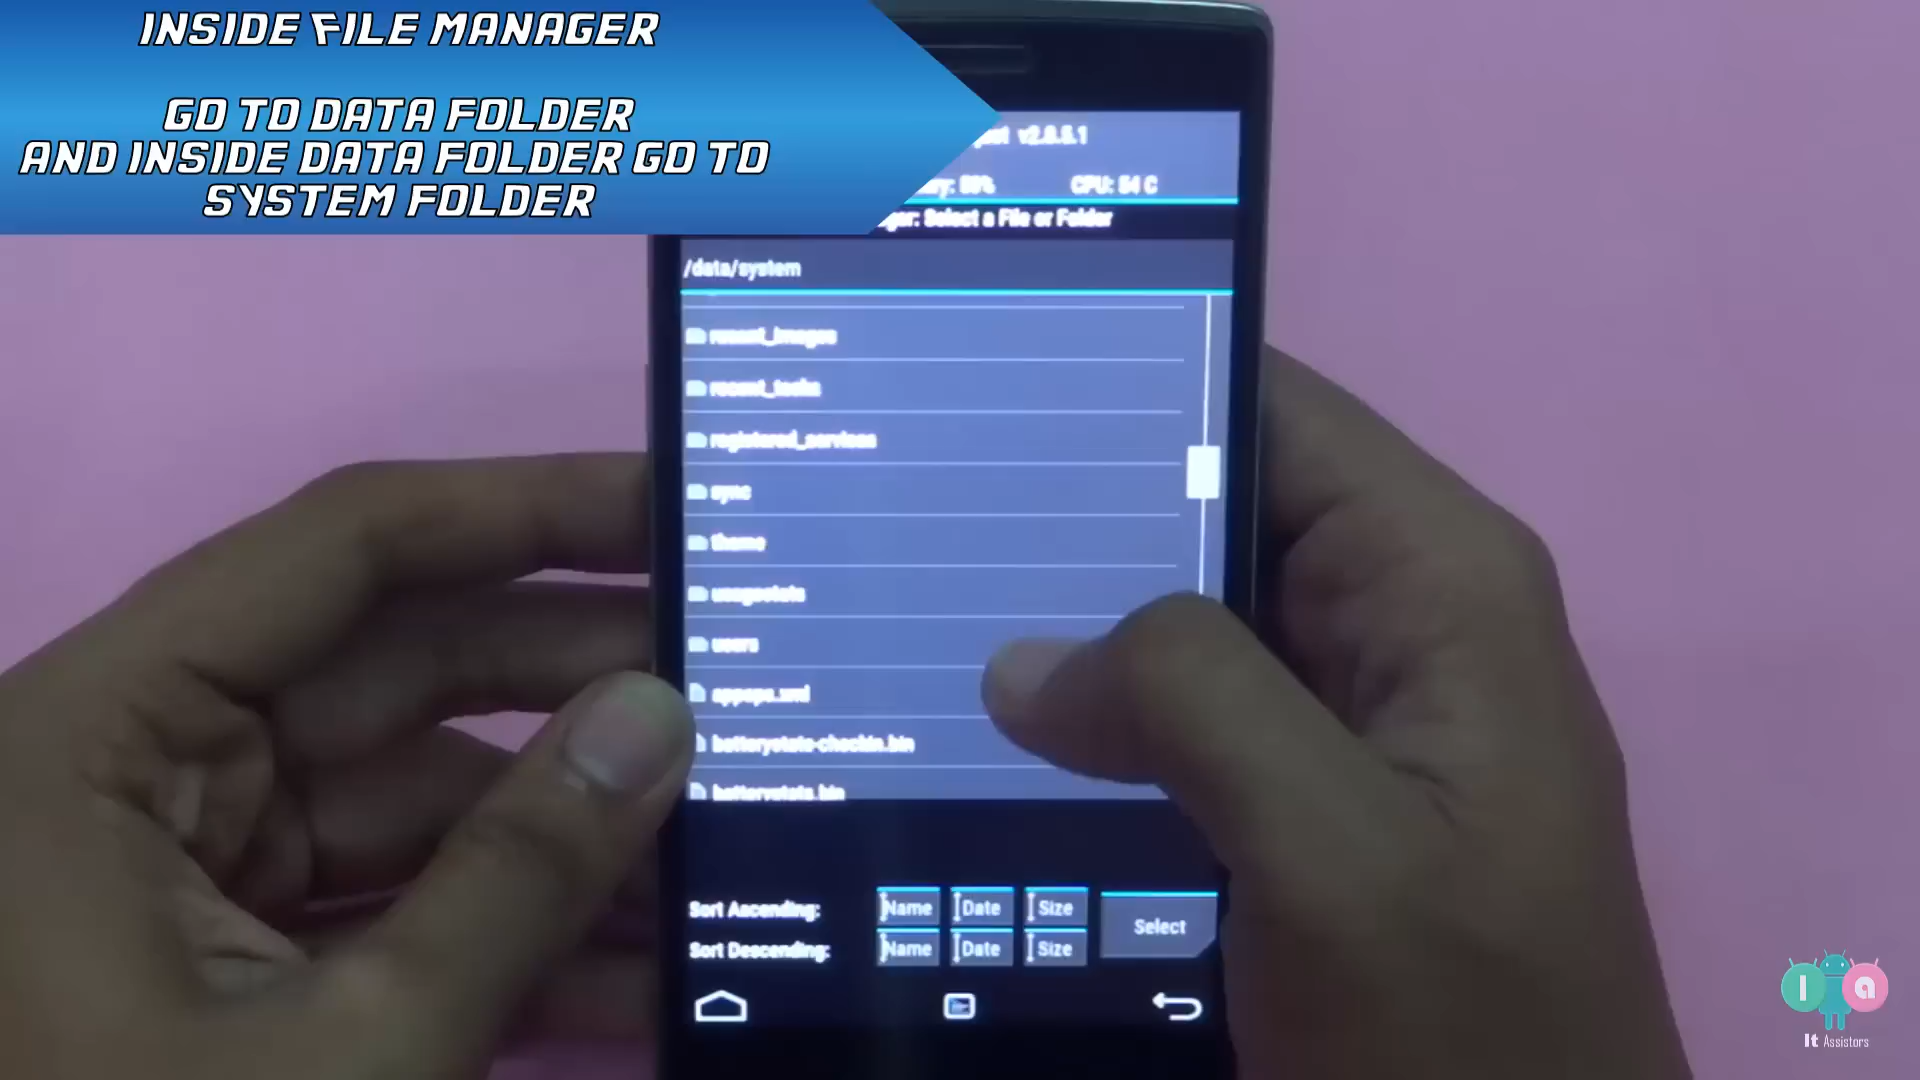 INSIDE FILE MANAGER
GO TO DATA FOLDER
AND INSIDE DATA FOLDER GO TO
SYSTEM FOLDER
v2.8.5.1
CPU: 54 C
Select a File or Folder
/data/system
recent_images
recent_tasks
registered_services
sync
theme
usagestats
users
appops.xml
batterystats-checkin.bin
batterystats.bin
Sort Ascending: Name Date Size
Select
Sort Descending: Name Date Size
I a
It Assistors